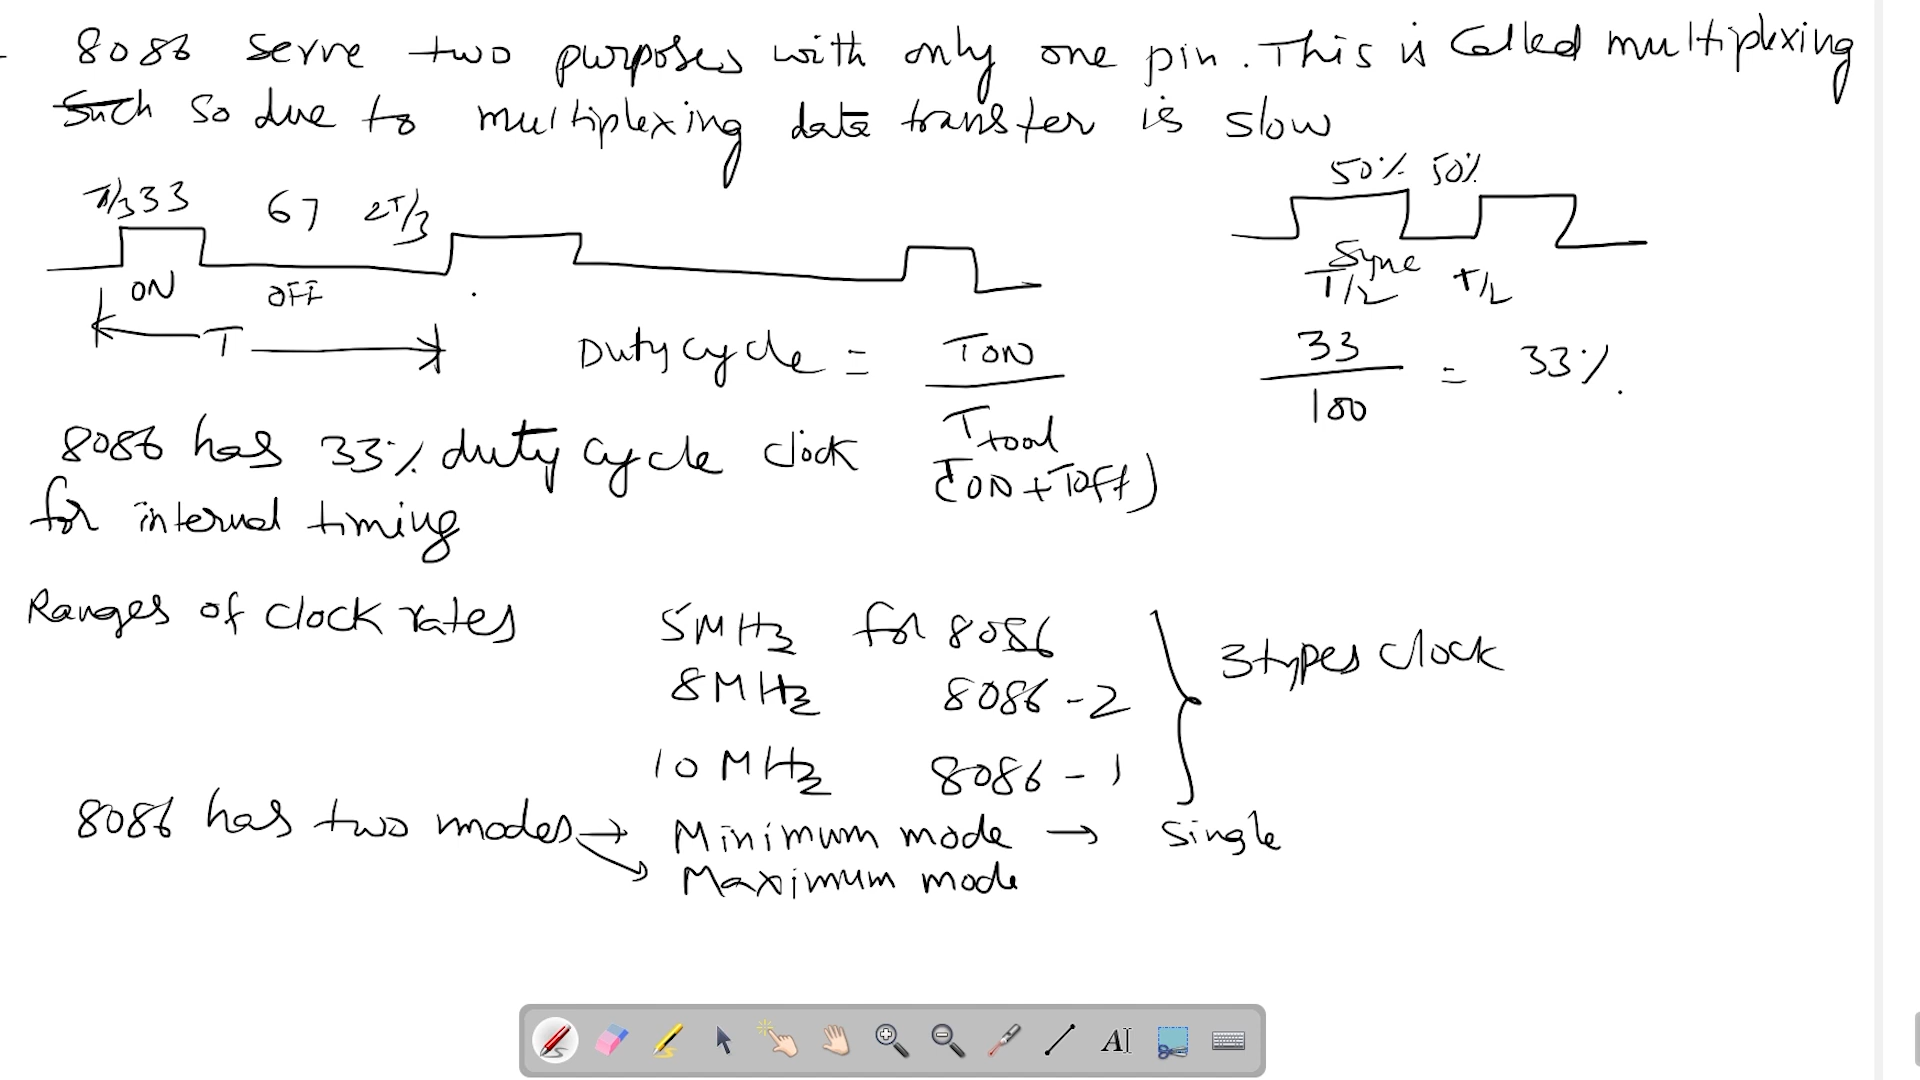 8086 serve two purposes with only one pin. This is called multiplexing
Such so due to multiplexing data transfer is slow
T/3 33 67 2T/3
ON OFF
T
50% 50%
Sync
T/2 T/2
Duty cycle = TON
Ttotal
(TON + Toff)
33
100
= 33%.
8086 has 33% duty cycle clock
for internal timing
Ranges of clock rates
5MHz for 8086
8MHz 8086-2
10 MHz 8086-1
3 types clock
8086 has two modes → Minimum mode → single
Maximum mode
AI